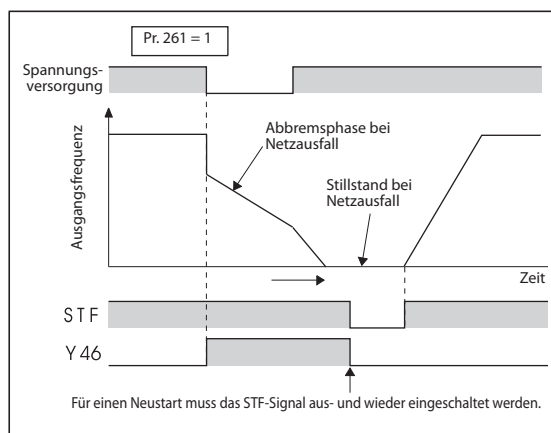 Pr. 261 = 1
Spannungs-
versorgung
Ausgangsfrequenz
Abbremsphase bei
Netzausfall
Stillstand bei
Netzausfall
Zeit
STF
Y46
Für einen Neustart muss das STF-Signal aus- und wieder eingeschaltet werden.